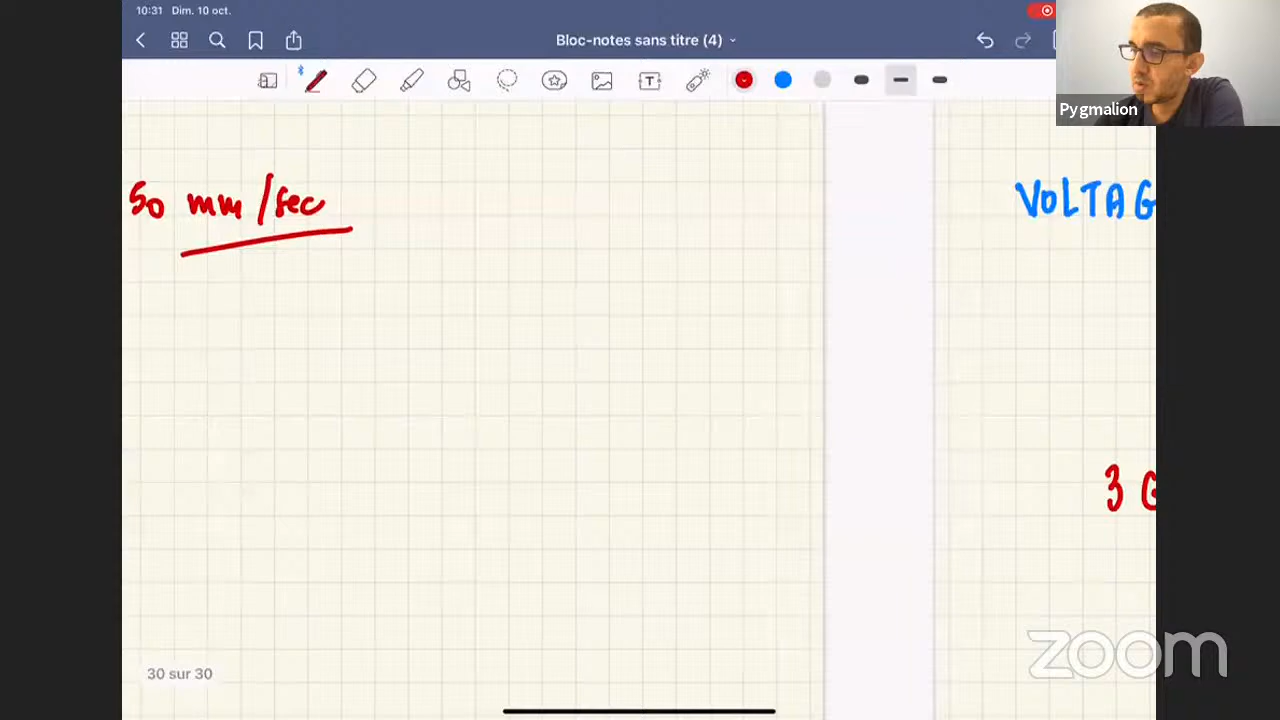 10:31 Dim. 10 oct.
Bloc-notes sans titre (4)
Pygmalion
50 mm/sec
VOLTAG
3
30 sur 30
zoom